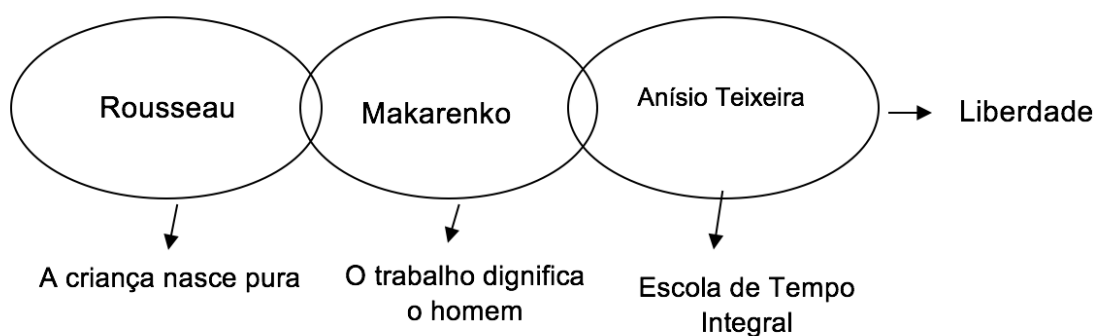 Rousseau
Makarenko
Anísio Teixeira
Liberdade
A criança nasce pura
O trabalho dignifica
o homem
Escola de Tempo
Integral